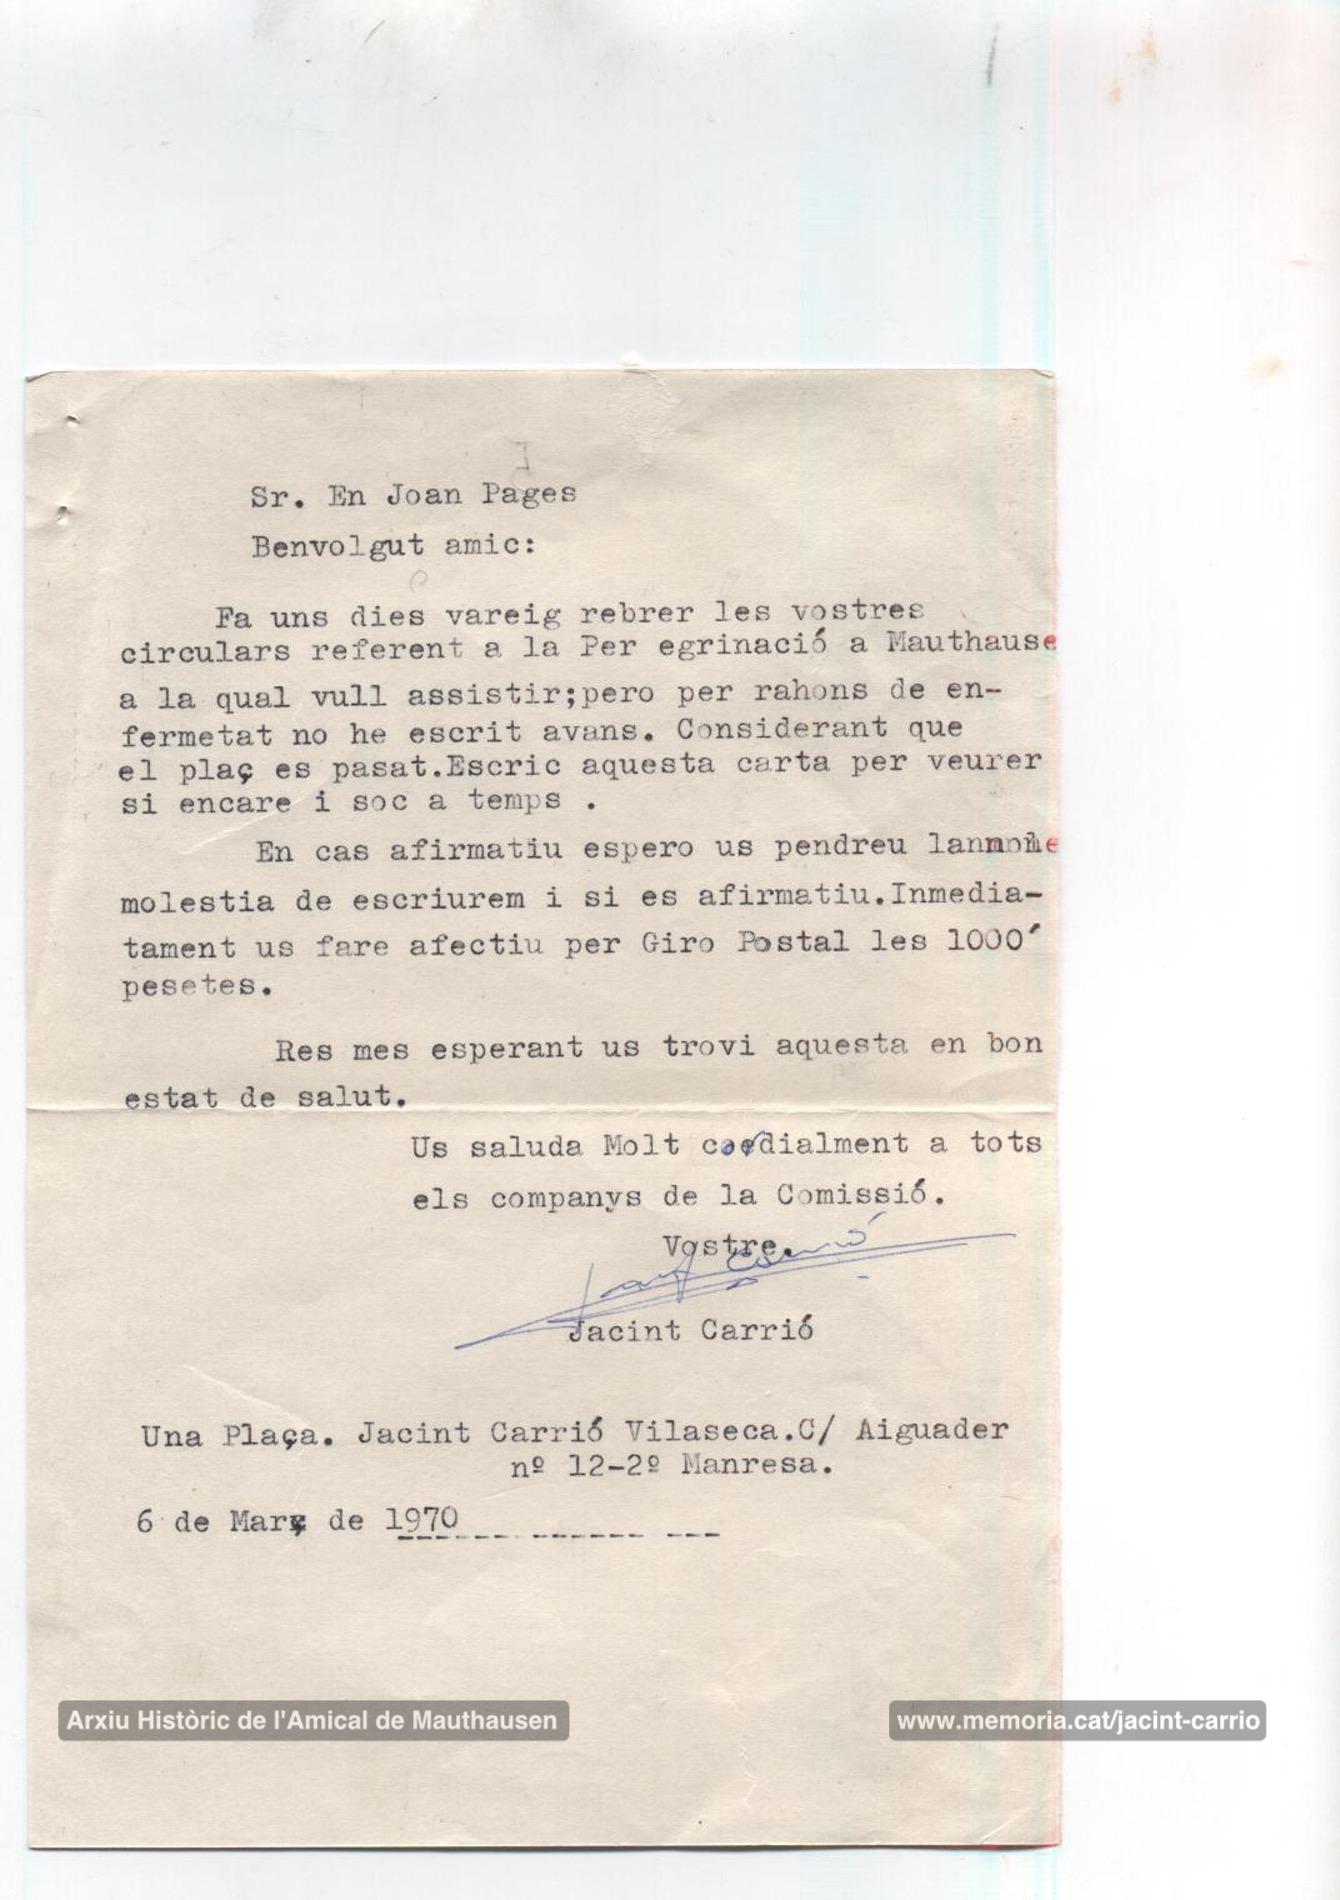 Sr. En Joan Pages
Benvolgut amic:
Fa uns dies vareig rebrer les vostres
circulars referent a la Per egrinació a Mauthause
a la qual vull assistir;pero per rahons de en-
fermetat no he escrit avans. Considerant que
el plaç es pasat.Escric aquesta carta per veurer
si encare i soc a temps .
En cas afirmatiu espero us pendreu la
molestia de escriurem i si es afirmatiu.Inmedia-
tament us fare afectiu per Giro Postal les 1000´
pesetes.
Res mes esperant us trovi aquesta en bon
estat de salut.
Us saluda Molt cordialment a tots
els companys de la Comissió.
Vostre.
Jacint Carrió
Una Plaça. Jacint Carrió Vilaseca.C/ Aiguader
nº 12-2º Manresa.
6 de Març de 1970
Arxiu Històric de l'Amical de Mauthausen
www.memoria.cat/jacint-carrio